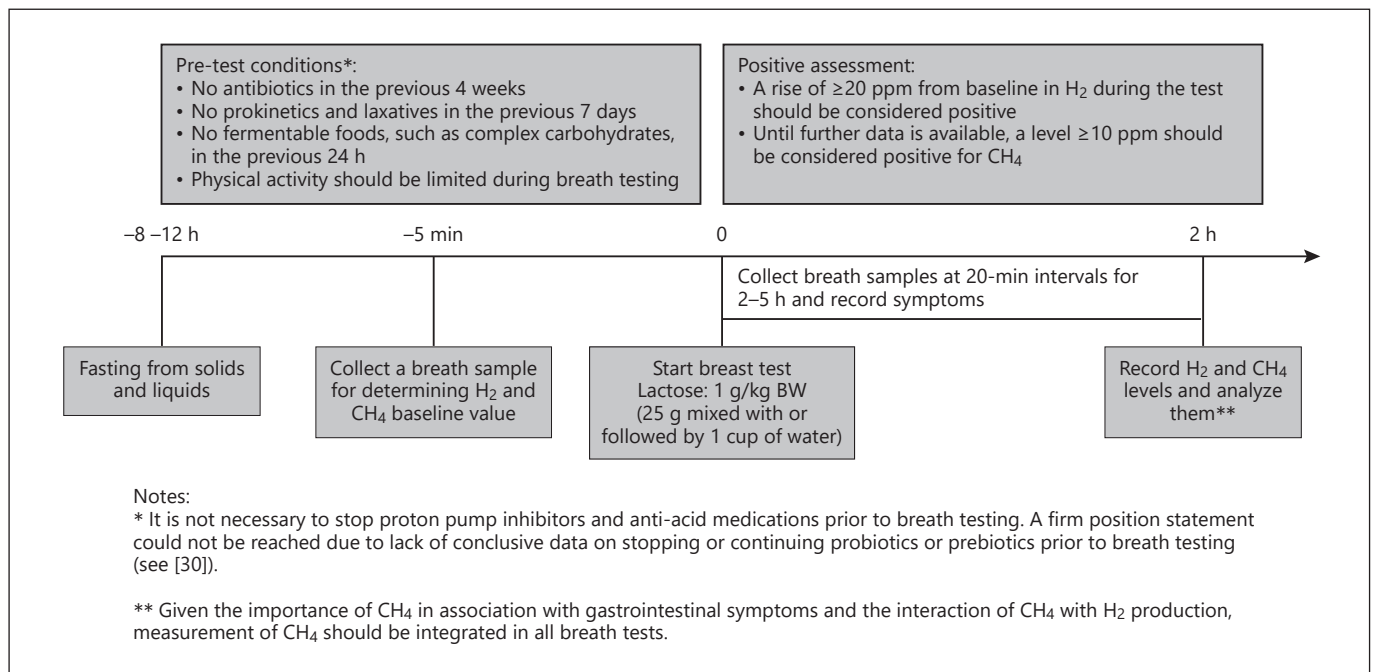 Pre-test conditions*:
• No antibiotics in the previous 4 weeks
• No prokinetics and laxatives in the previous 7 days
• No fermentable foods, such as complex carbohydrates,
in the previous 24 h
• Physical activity should be limited during breath testing
Positive assessment:
• A rise of ≥20 ppm from baseline in H₂ during the test
should be considered positive
• Until further data is available, a level ≥10 ppm should
be considered positive for CH₄
–8 –12 h
–5 min
0
2 h
Collect breath samples at 20-min intervals for
2–5 h and record symptoms
Fasting from solids
and liquids
Collect a breath sample
for determining H₂ and
CH₄ baseline value
Start breast test
Lactose: 1 g/kg BW
(25 g mixed with or
followed by 1 cup of water)
Record H₂ and CH₄
levels and analyze
them**
Notes:
* It is not necessary to stop proton pump inhibitors and anti-acid medications prior to breath testing. A firm position statement
could not be reached due to lack of conclusive data on stopping or continuing probiotics or prebiotics prior to breath testing
(see [30]).
** Given the importance of CH₄ in association with gastrointestinal symptoms and the interaction of CH₄ with H₂ production,
measurement of CH₄ should be integrated in all breath tests.